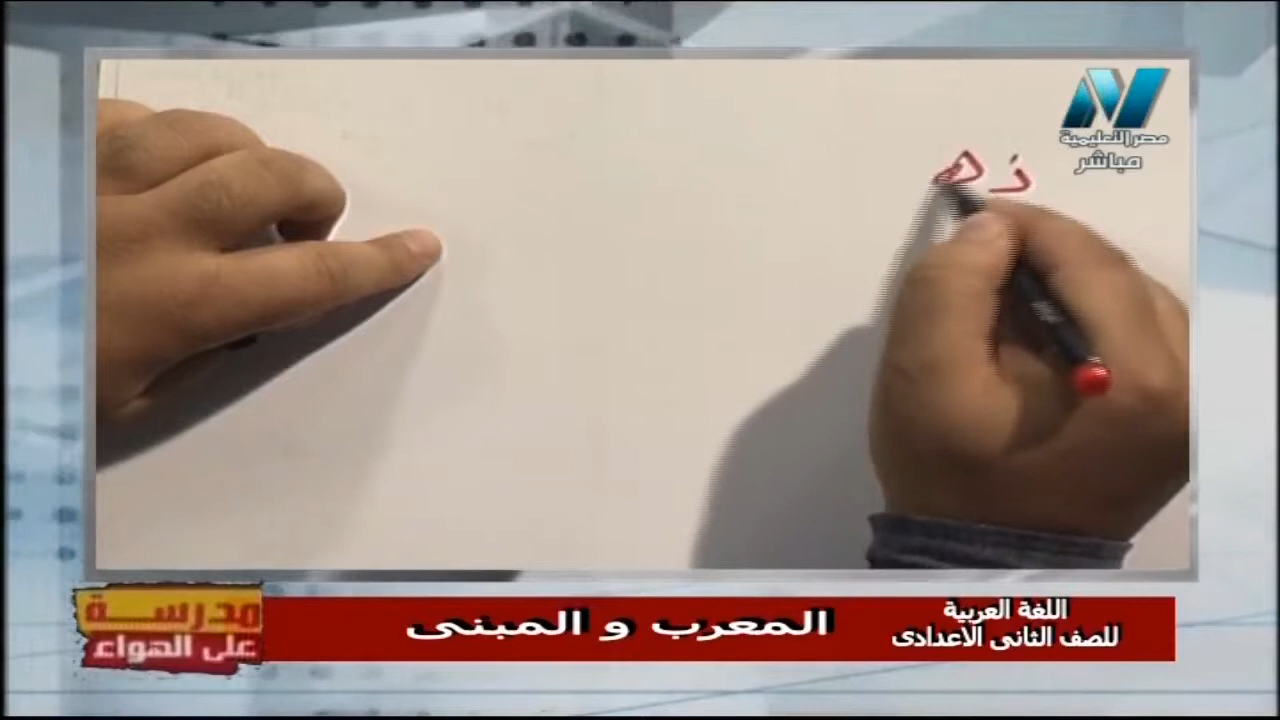 مصر التعليمية
مباشر
اللغة العربية
للصف الثانى الاعدادى
المعرب و المبنى
مدرسة
على الهواء